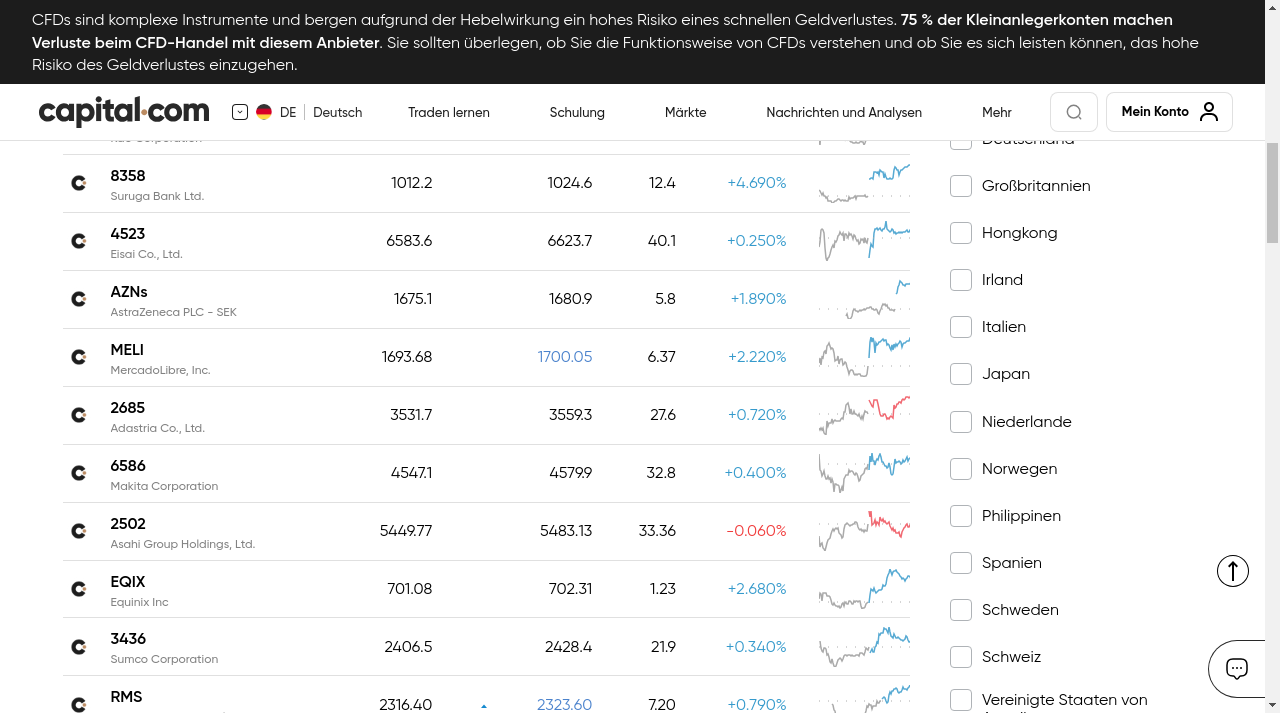 CFDs sind komplexe Instrumente und bergen aufgrund der Hebelwirkung ein hohes Risiko eines schnellen Geldverlustes. 75 % der Kleinanlegerkonten machen
Verluste beim CFD-Handel mit diesem Anbieter. Sie sollten überlegen, ob Sie die Funktionsweise von CFDs verstehen und ob Sie es sich leisten können, das hohe
Risiko des Geldverlustes einzugehen.
capital.com DE Deutsch Traden lernen Schulung Märkte Nachrichten und Analysen Mehr Mein Konto
Deutschland
8358 1012.2 1024.6 12.4 +4.690%
Suruga Bank Ltd.
Großbritannien
4523 6583.6 6623.7 40.1 +0.250%
Eisai Co., Ltd.
Hongkong
AZNs 1675.1 1680.9 5.8 +1.890%
AstraZeneca PLC - SEK
Irland
MELI 1693.68 1700.05 6.37 +2.220%
MercadoLibre, Inc.
Italien
Japan
2685 3531.7 3559.3 27.6 +0.720%
Adastria Co., Ltd.
Niederlande
6586 4547.1 4579.9 32.8 +0.400%
Makita Corporation
Norwegen
2502 5449.77 5483.13 33.36 -0.060%
Asahi Group Holdings, Ltd.
Philippinen
EQIX 701.08 702.31 1.23 +2.680%
Equinix Inc
Spanien
Schweden
3436 2406.5 2428.4 21.9 +0.340%
Sumco Corporation
Schweiz
RMS 2316.40 2323.60 7.20 +0.790%
Vereinigte Staaten von